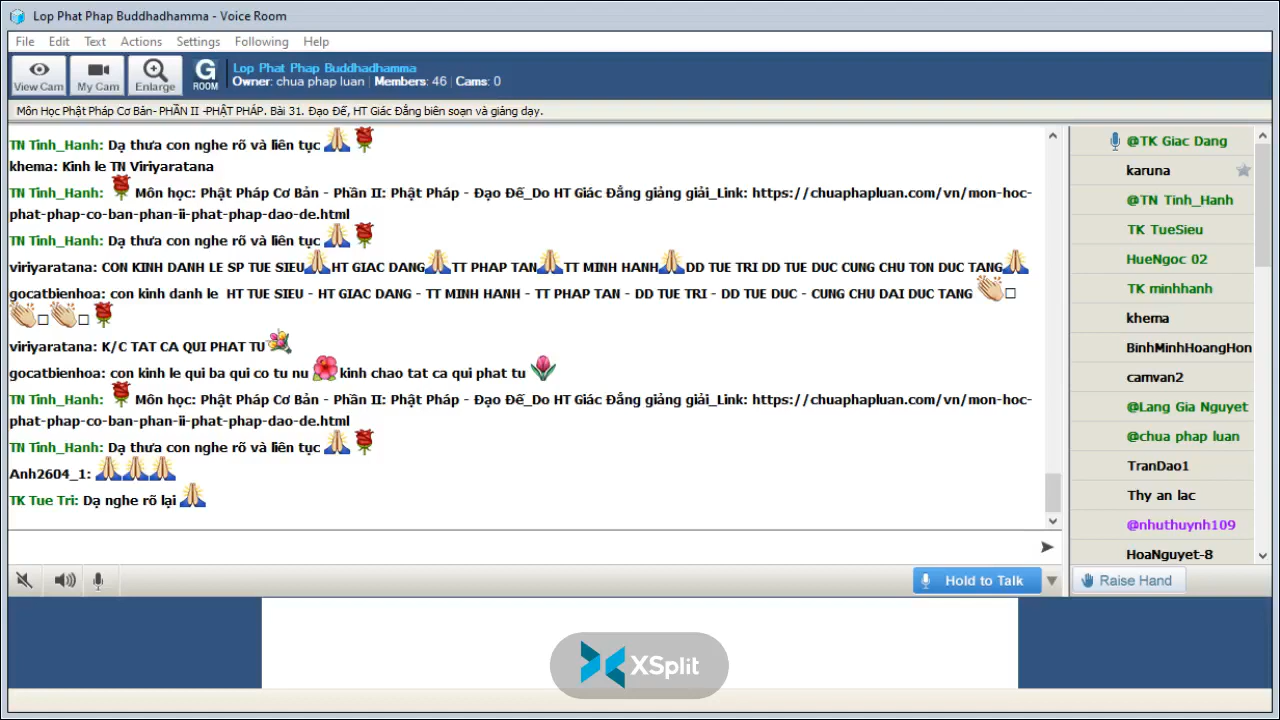 Lop Phat Phap Buddhadhamma - Voice Room
File Edit Text Actions Settings Following Help
View Cam My Cam Enlarge G ROOM
Lop Phat Phap Buddhadhamma
Owner: chua phap luan | Members: 46 | Cams: 0
Môn Học Phật Pháp Cơ Bản- PHẦN II -PHẬT PHÁP. Bài 31. Đạo Đế, HT Giác Đẳng biên soạn và giảng dạy.
TN Tinh_Hanh: Dạ thưa con nghe rõ và liên tục
khema: Kinh le TN Viriyaratana
TN Tinh_Hanh: Môn học: Phật Pháp Cơ Bản - Phần II: Phật Pháp - Đạo Đế_Do HT Giác Đẳng giảng giải_Link: https://chuaphapluan.com/vn/mon-hoc-
phat-phap-co-ban-phan-ii-phat-phap-dao-de.html
TN Tinh_Hanh: Dạ thưa con nghe rõ và liên tục
viriyaratana: CON KINH DANH LE SP TUE SIEU HT GIAC DANG TT PHAP TAN TT MINH HANH DD TUE TRI DD TUE DUC CUNG CHU TON DUC TANG
gocatbienhoa: con kinh danh le HT TUE SIEU - HT GIAC DANG - TT MINH HANH - TT PHAP TAN - DD TUE TRI - DD TUE DUC - CUNG CHU DAI DUC TANG
viriyaratana: K/C TAT CA QUI PHAT TU
gocatbienhoa: con kinh le qui ba qui co tu nu kinh chao tat ca qui phat tu
TN Tinh_Hanh: Môn học: Phật Pháp Cơ Bản - Phần II: Phật Pháp - Đạo Đế_Do HT Giác Đẳng giảng giải_Link: https://chuaphapluan.com/vn/mon-hoc-
phat-phap-co-ban-phan-ii-phat-phap-dao-de.html
TN Tinh_Hanh: Dạ thưa con nghe rõ và liên tục
Anh2604_1:
TK Tue Tri: Dạ nghe rõ lại
@TK Giac Dang
karuna
@TN Tinh_Hanh
TK TueSieu
HueNgoc 02
TK minhhanh
khema
BinhMinhHoangHon
camvan2
@Lang Gia Nguyet
@chua phap luan
TranDao1
Thy an lac
@nhuthuynh109
HoaNguyet-8
Hold to Talk
Raise Hand
XSplit